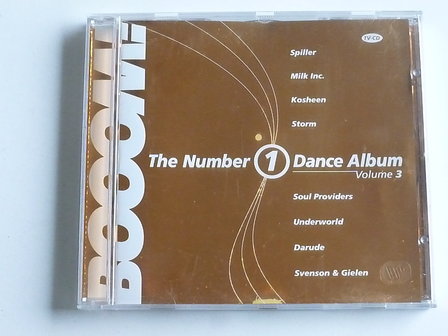 BOOOM!
TV-CD
Spiller
Milk Inc.
Kosheen
Storm
The Number 1 Dance Album
Volume 3
Soul Providers
Underworld
Darude
Svenson & Gielen